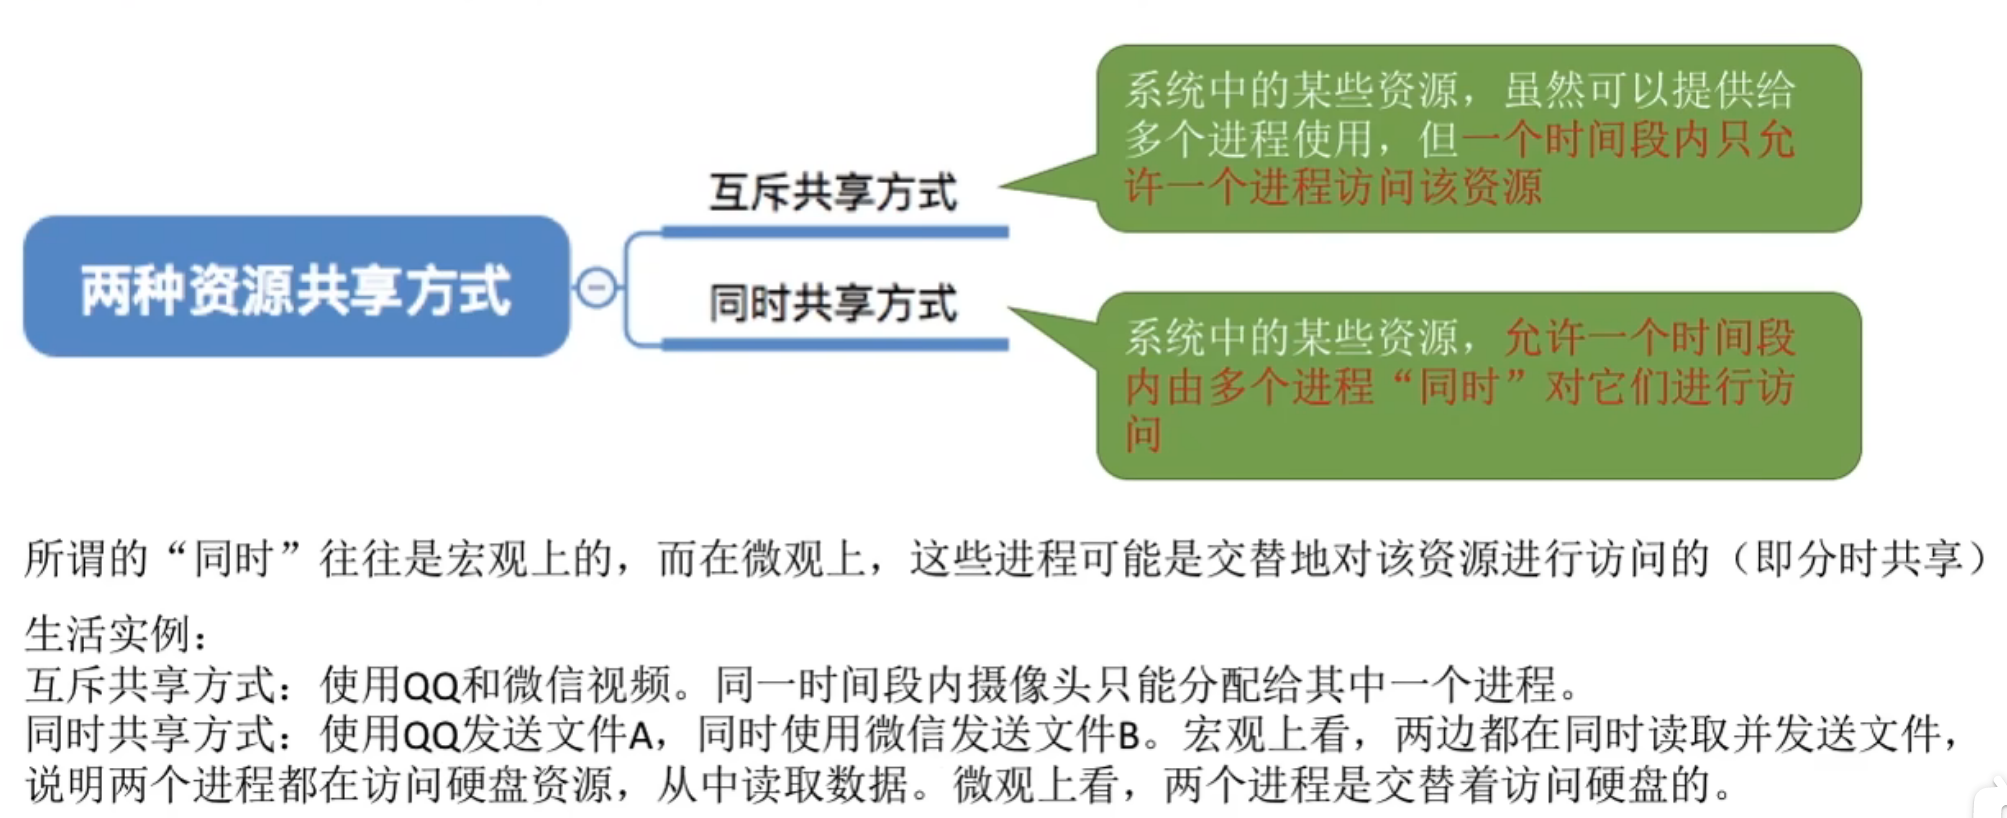 系统中的某些资源，虽然可以提供给
多个进程使用，但一个时间段内只允
许一个进程访问该资源
互斥共享方式
两种资源共享方式
同时共享方式
系统中的某些资源，允许一个时间段
内由多个进程“同时”对它们进行访
问
所谓的“同时”往往是宏观上的，而在微观上，这些进程可能是交替地对该资源进行访问的（即分时共享）
生活实例：
互斥共享方式：使用QQ和微信视频。同一时间段内摄像头只能分配给其中一个进程。
同时共享方式：使用QQ发送文件A，同时使用微信发送文件B。宏观上看，两边都在同时读取并发送文件，
说明两个进程都在访问硬盘资源，从中读取数据。微观上看，两个进程是交替着访问硬盘的。